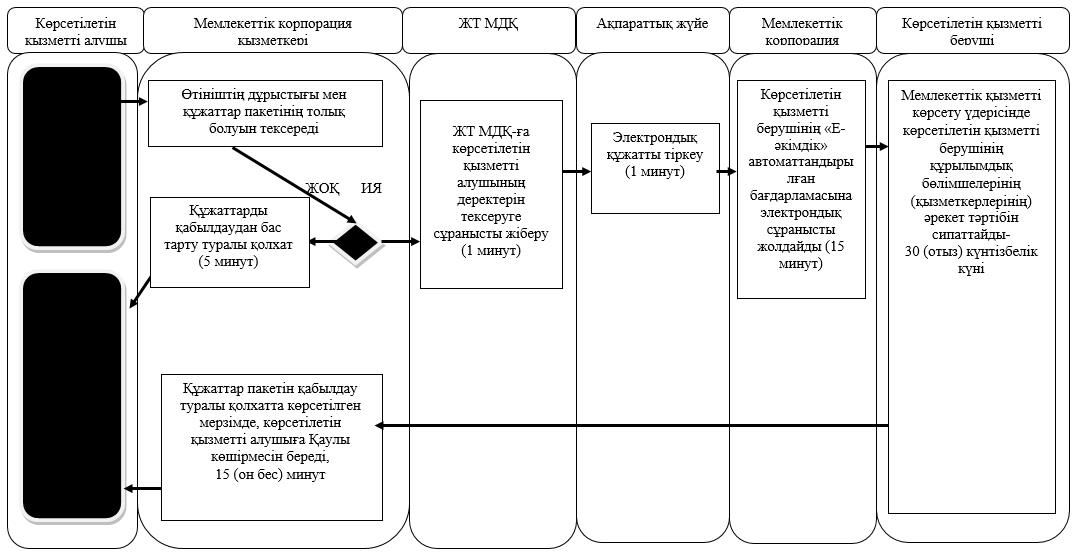 Көрсетілетін
қызметті алушы
Мемлекеттік корпорация
қызметкері
ЖТ МДҚ
Ақпараттық жүйе
Мемлекеттік
корпорация
Көрсетілетін қызметті
беруші
Өтініштің дұрыстығы мен
құжаттар пакетінің толық
болуын тексереді
ЖОҚ ИЯ
Құжаттарды
қабылдаудан бас
тарту туралы қолхат
(5 минут)
ЖТ МДҚ-ға
көрсетілетін
қызметті
алушының
деректерін
тексеруге
сұранысты жіберу
(1 минут)
Электрондық
құжатты тіркеу
(1 минут)
Көрсетілетін
қызметті
берушінің «Е-
әкімдік»
автоматтандыры
лған
бағдарламасына
электрондық
сұранысты
жолдайды (15
минут)
Мемлекеттік қызметті
көрсету үдерісінде
көрсетілетін қызметті
берушінің
құрылымдық
бөлімшелерінің
(қызметкерлерінің)
әрекет тәртібін
сипаттайды-
30 (отыз) күнтізбелік
күні
Құжаттар пакетін қабылдау
туралы қолхатта көрсетілген
мерзімде, көрсетілетін
қызметті алушыға Қаулы
көшірмесін береді,
15 (он бес) минут